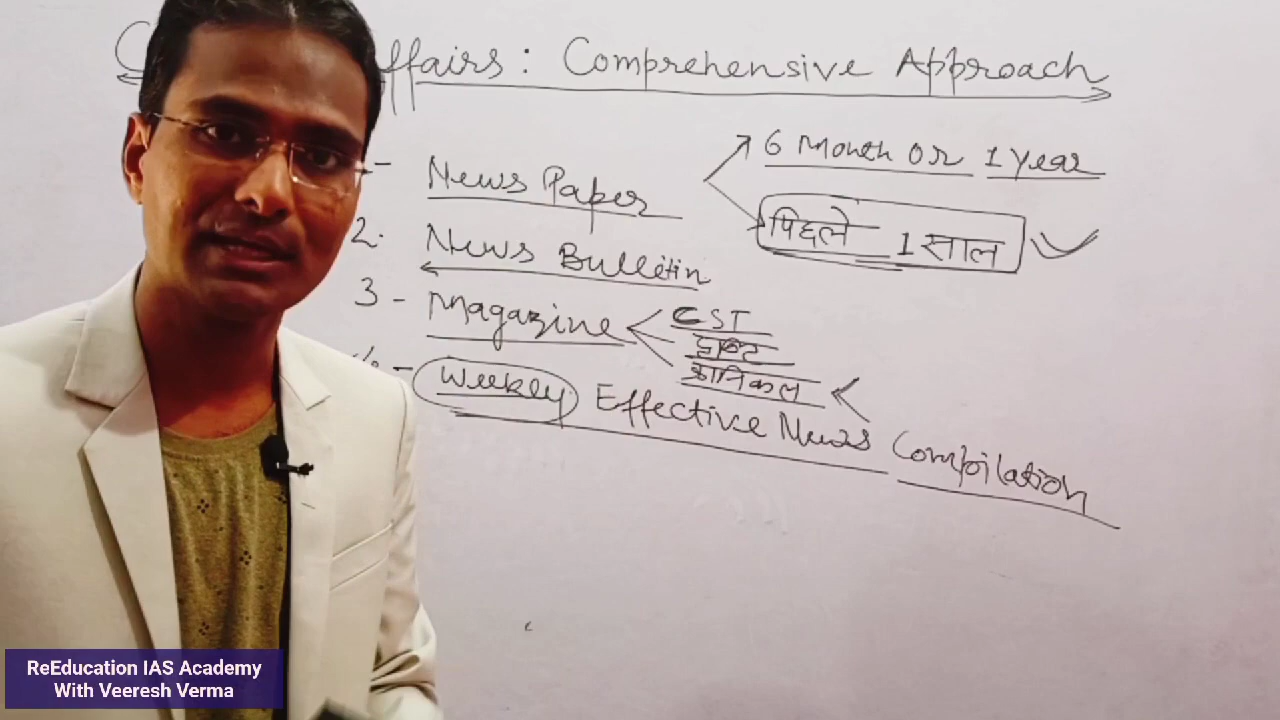 C ffairs : Comprehensive Approach
- News Paper
6 Month or 1 year
पिछले 1 साल
2. News Bulletin
3 - Magazine
CST
क्रानिकल
- Weekly Effective News Compilation
ReEducation IAS Academy
With Veeresh Verma